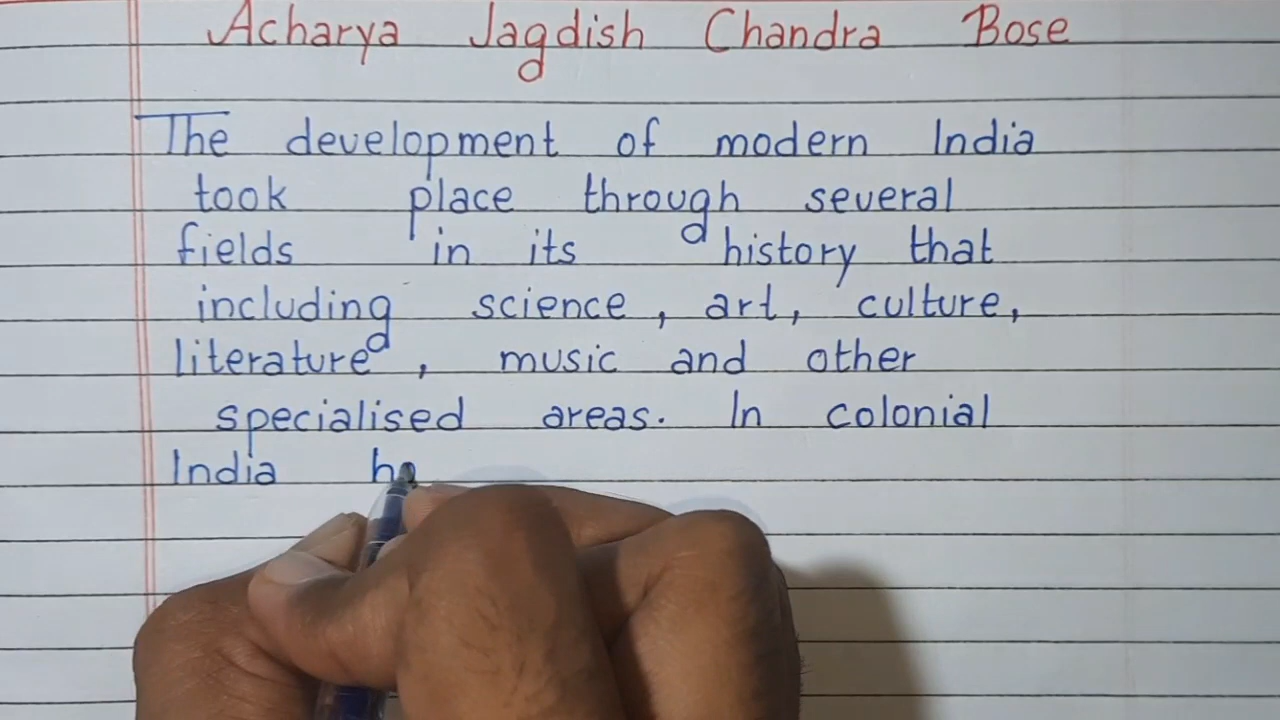 Acharya Jagdish Chandra Bose
The development of modern India
took place through several
fields in its history that
including science, art, culture,
literature, music and other
specialised areas. In colonial
India